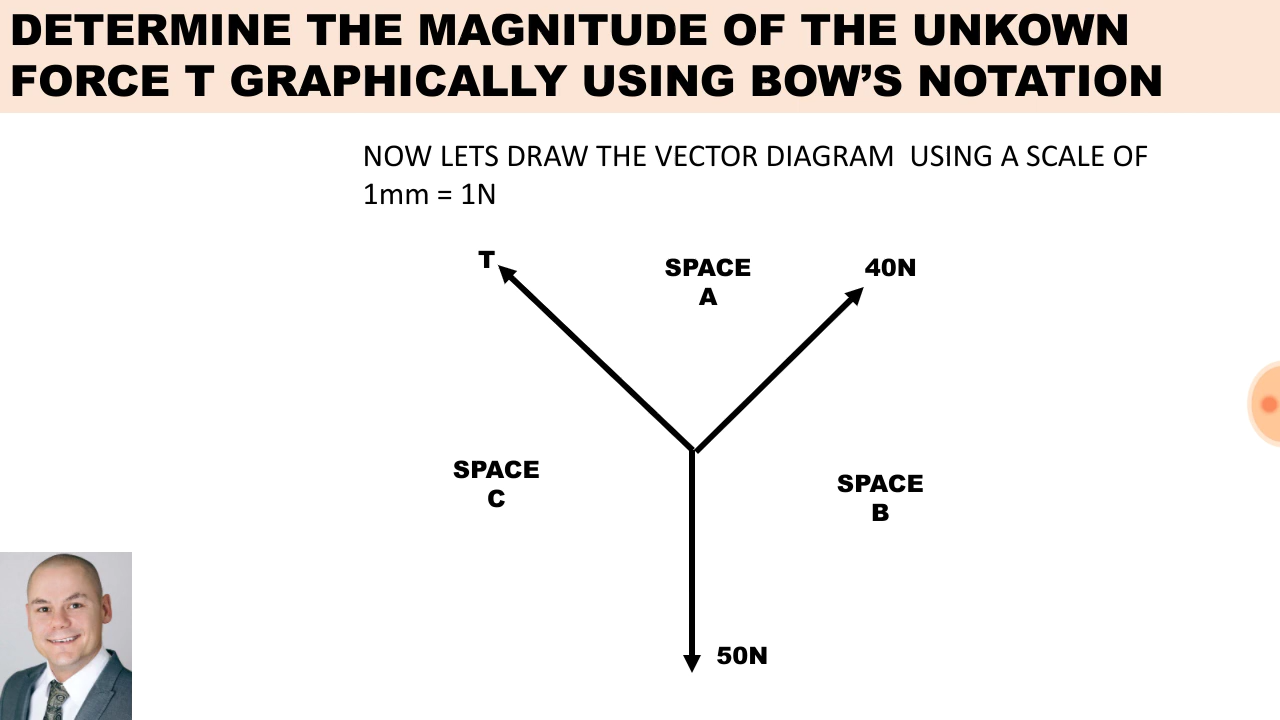 DETERMINE THE MAGNITUDE OF THE UNKOWN
FORCE T GRAPHICALLY USING BOW’S NOTATION
NOW LETS DRAW THE VECTOR DIAGRAM USING A SCALE OF
1mm = 1N
T
SPACE
A
40N
SPACE
C
SPACE
B
50N